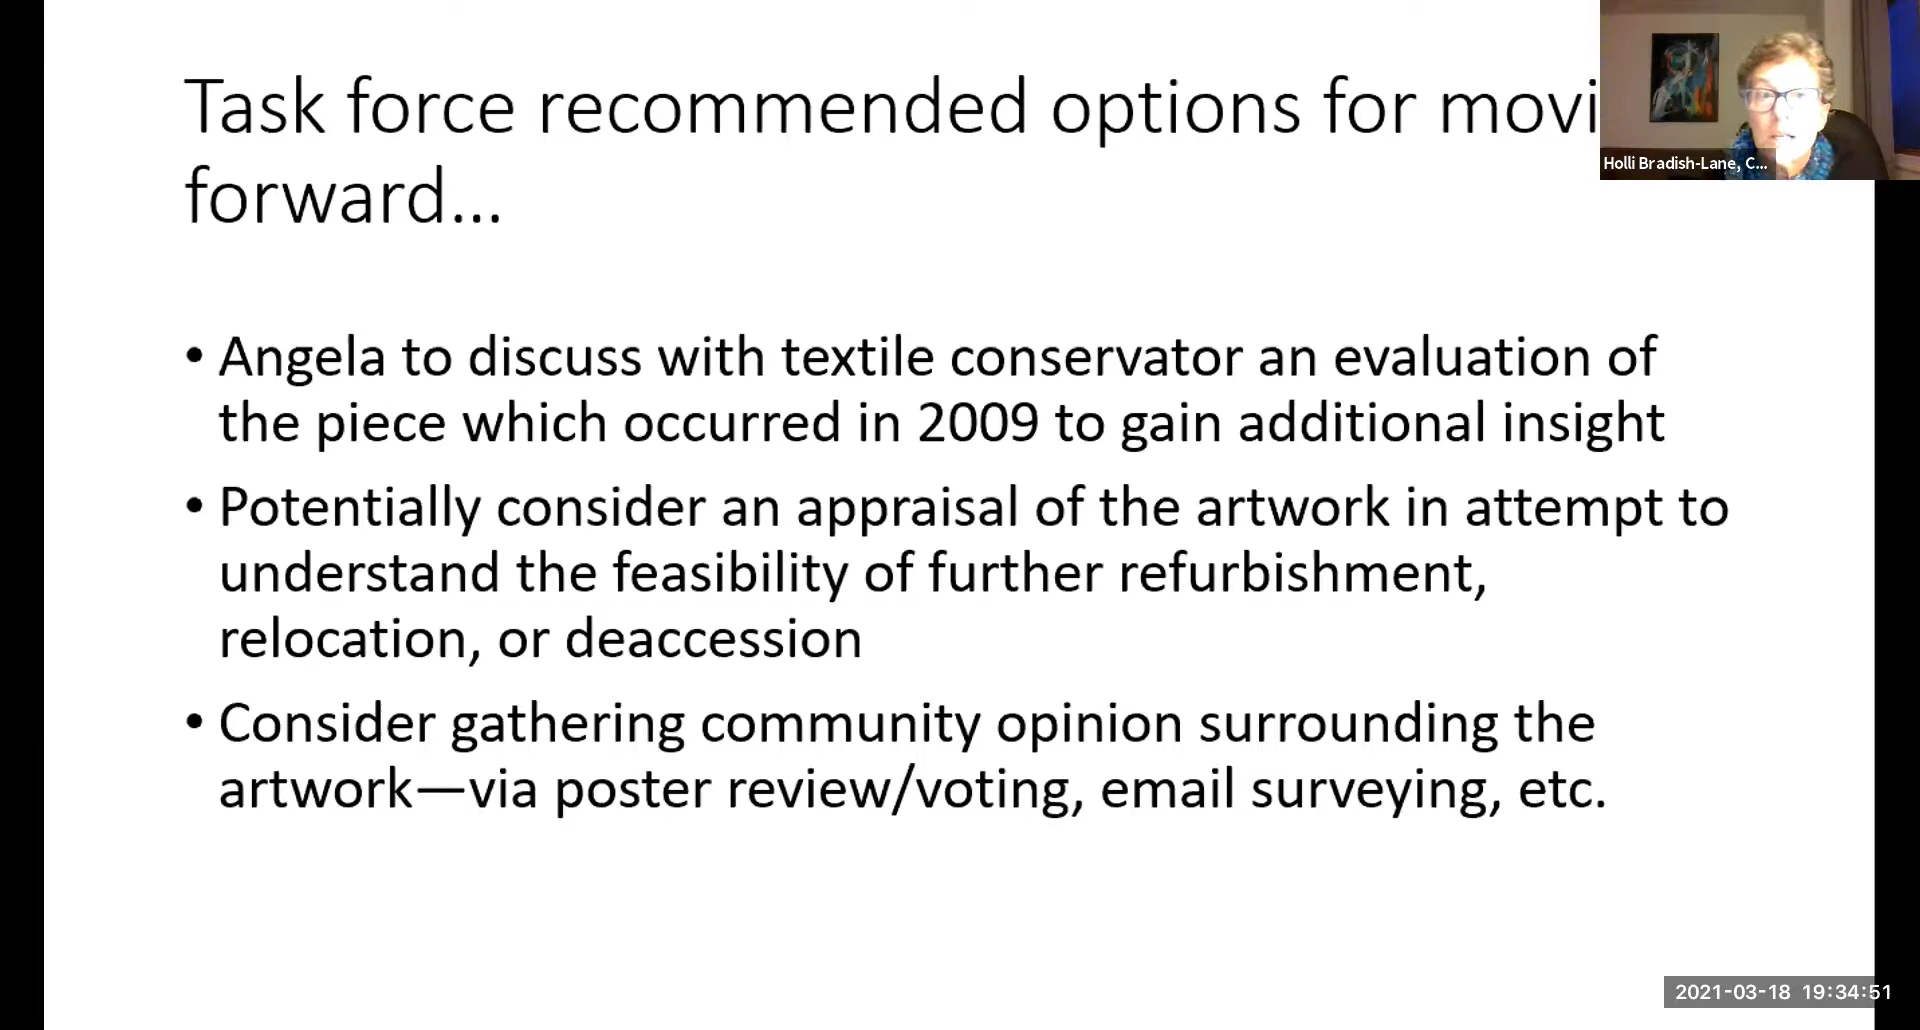 Task force recommended options for movi
forward...
Holli Bradish-Lane, C...
• Angela to discuss with textile conservator an evaluation of
the piece which occurred in 2009 to gain additional insight
• Potentially consider an appraisal of the artwork in attempt to
understand the feasibility of further refurbishment,
relocation, or deaccession
• Consider gathering community opinion surrounding the
artwork—via poster review/voting, email surveying, etc.
2021-03-18 19:34:51